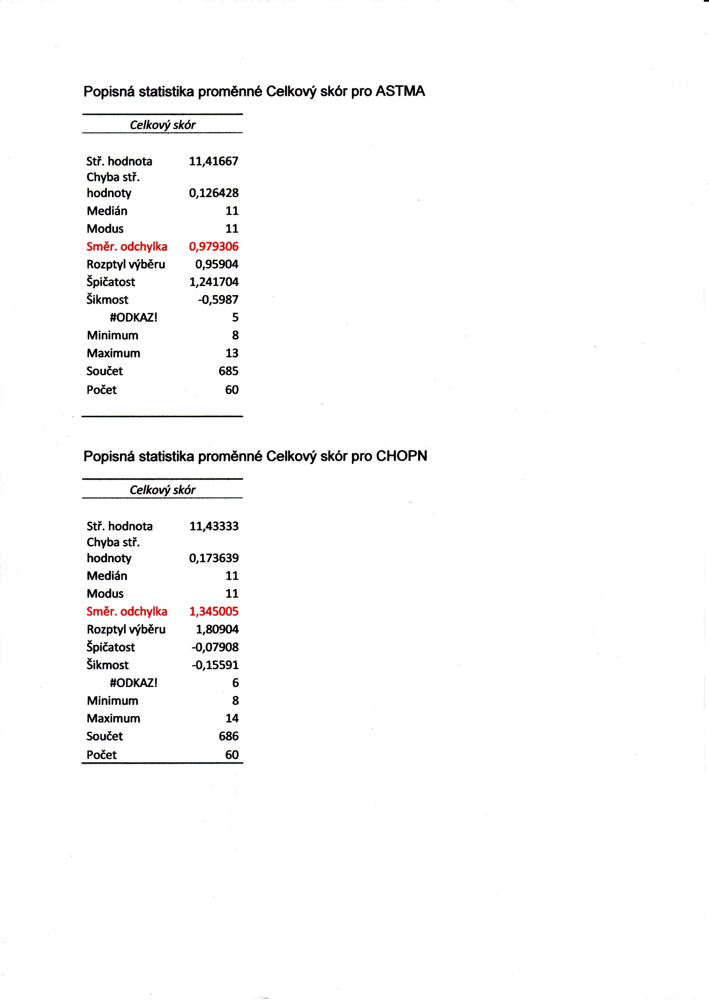 Popisná statistika proměnné Celkový skór pro ASTMA
Celkový skór
Stř. hodnota 11,41667
Chyba stř.
hodnoty 0,126428
Medián 11
Modus 11
Směr. odchylka 0,979306
Rozptyl výběru 0,95904
Špičatost 1,241704
Šikmost -0,5987
#ODKAZ! 5
Minimum 8
Maximum 13
Součet 685
Počet 60
Popisná statistika proměnné Celkový skór pro CHOPN
Celkový skór
Stř. hodnota 11,43333
Chyba stř.
hodnoty 0,173639
Medián 11
Modus 11
Směr. odchylka 1,345005
Rozptyl výběru 1,80904
Špičatost -0,07908
Šikmost -0,15591
#ODKAZ! 6
Minimum 8
Maximum 14
Součet 686
Počet 60